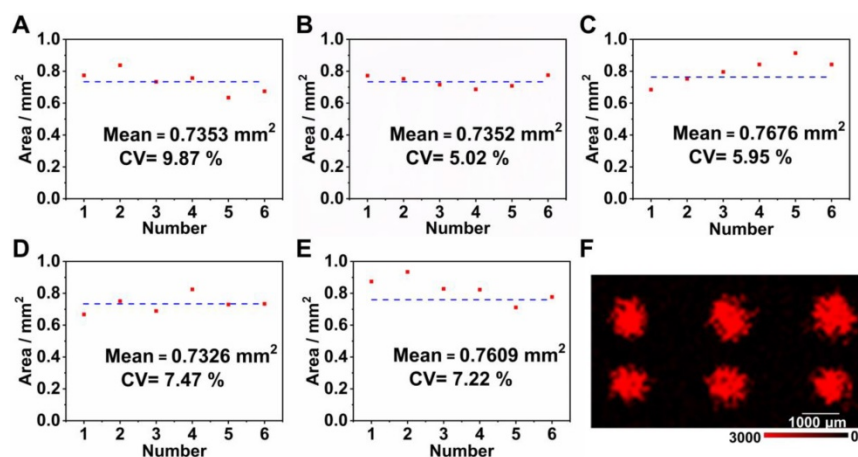 A
1.0
0.8
0.6
0.4
0.2
0.0
Area / mm²
Mean = 0.7353 mm²
CV= 9.87 %
1 2 3 4 5 6
Number
B
1.0
0.8
0.6
0.4
0.2
0.0
Area / mm²
Mean = 0.7352 mm²
CV= 5.02 %
1 2 3 4 5 6
Number
C
1.0
0.8
0.6
0.4
0.2
0.0
Area / mm²
Mean = 0.7676 mm²
CV= 5.95 %
1 2 3 4 5 6
Number
D
1.0
0.8
0.6
0.4
0.2
0.0
Area / mm²
Mean = 0.7326 mm²
CV= 7.47 %
1 2 3 4 5 6
Number
E
1.0
0.8
0.6
0.4
0.2
0.0
Area / mm²
Mean = 0.7609 mm²
CV= 7.22 %
1 2 3 4 5 6
Number
F
1000 µm
3000 0